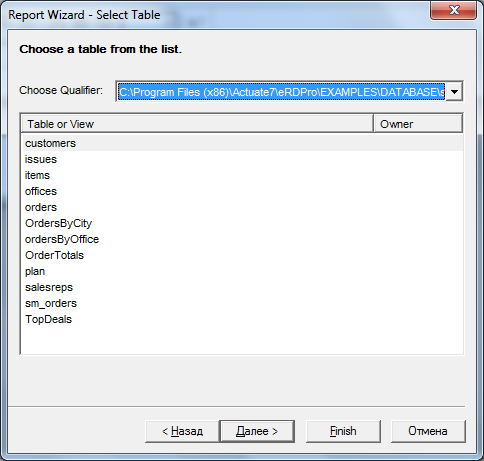 Report Wizard - Select Table
Choose a table from the list.
Choose Qualifier: C:\Program Files (x86)\Actuate7\eRDPro\EXAMPLES\DATABASE\s
Table or View Owner
customers
issues
items
offices
orders
OrdersByCity
ordersByOffice
OrderTotals
plan
salesreps
sm_orders
TopDeals
< Назад Далее > Finish Отмена